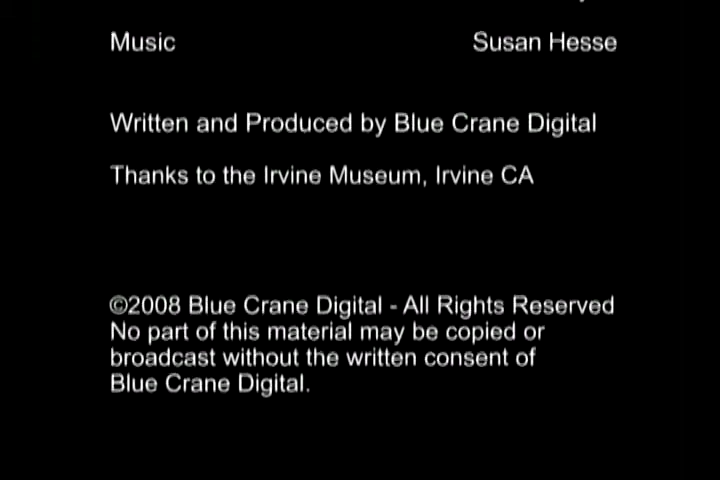 Music Susan Hesse
Written and Produced by Blue Crane Digital
Thanks to the Irvine Museum, Irvine CA
©2008 Blue Crane Digital - All Rights Reserved
No part of this material may be copied or
broadcast without the written consent of
Blue Crane Digital.